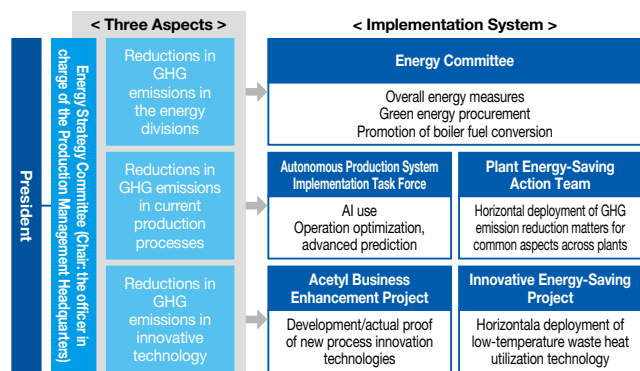 < Three Aspects >
< Implementation System >
President
Energy Strategy Committee (Chair: the officer in
charge of the Production Management Headquarters)
Reductions in
GHG
emissions in
the energy
divisions
Energy Committee
Overall energy measures
Green energy procurement
Promotion of boiler fuel conversion
Reductions in
GHG emissions
in current
production
processes
Autonomous Production System
Implementation Task Force
AI use
Operation optimization,
advanced prediction
Plant Energy-Saving
Action Team
Horizontal deployment of GHG
emission reduction matters for
common aspects across plants
Reductions in
GHG
emissions in
innovative
technology
Acetyl Business
Enhancement Project
Development/actual proof
of new process innovation
technologies
Innovative Energy-Saving
Project
Horizontala deployment of
low-temperature waste heat
utilization technology